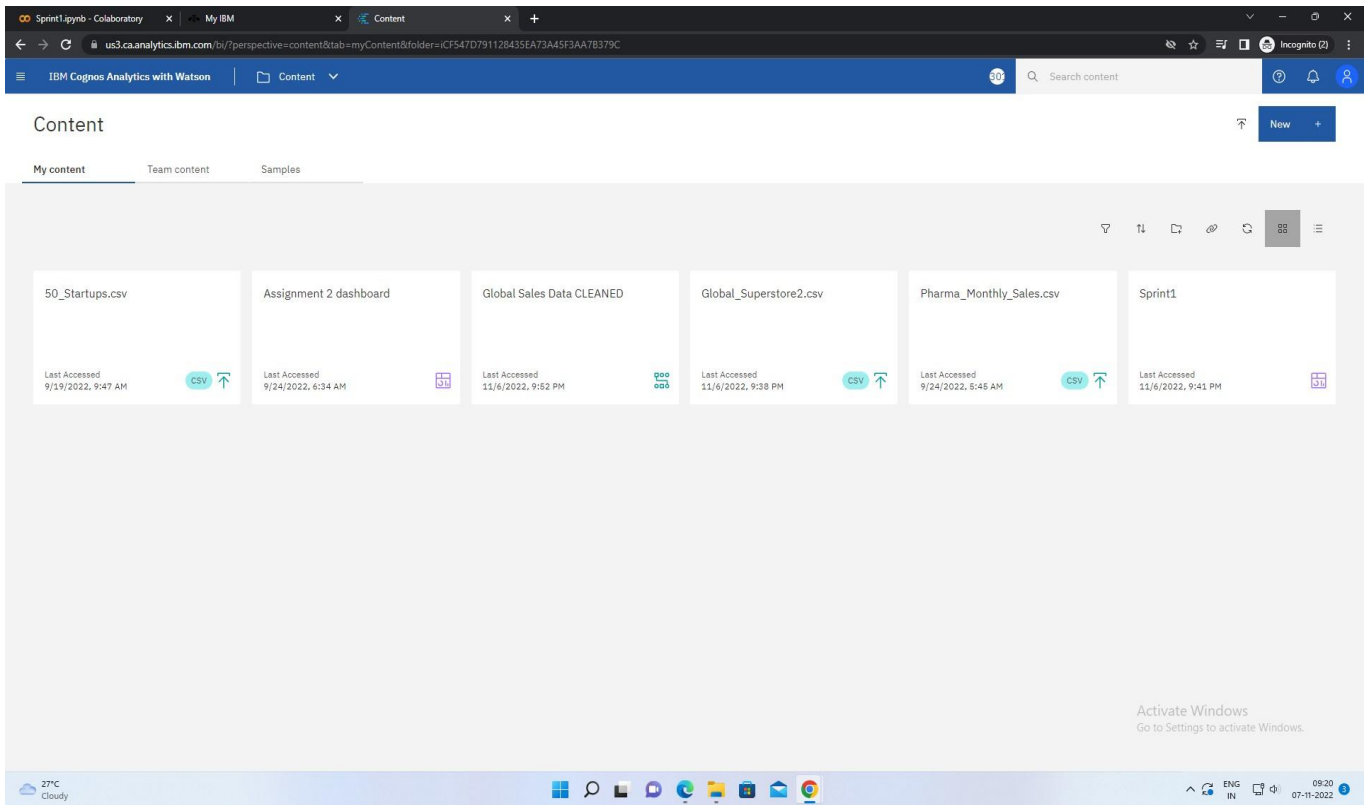 Sprint1.ipynb - Colaboratory
My IBM
Content
us3.ca.analytics.ibm.com/bi/?perspective=content&tab=myContent&folder=iCF547D791128435EA73A45F3AA7B379C
Incognito (2)
IBM Cognos Analytics with Watson
Content
Search content
Content
New +
My content
Team content
Samples
50_Startups.csv
Last Accessed
9/19/2022, 9:47 AM
CSV
Assignment 2 dashboard
Last Accessed
9/24/2022, 6:34 AM
Global Sales Data CLEANED
Last Accessed
11/6/2022, 9:52 PM
Global_Superstore2.csv
Last Accessed
11/6/2022, 9:38 PM
CSV
Pharma_Monthly_Sales.csv
Last Accessed
9/24/2022, 5:45 AM
CSV
Sprint1
Last Accessed
11/6/2022, 9:41 PM
Activate Windows
Go to Settings to activate Windows.
27°C
Cloudy
ENG
IN
09:20
07-11-2022
3